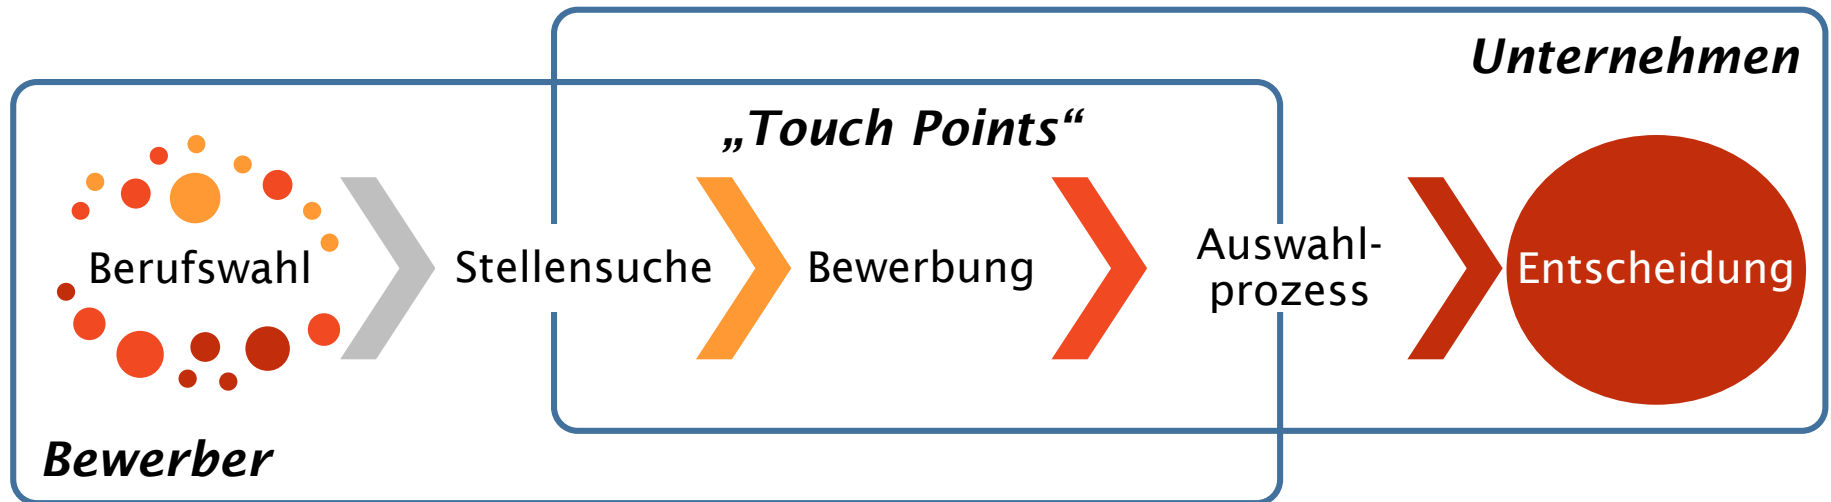 Unternehmen
„Touch Points“
Berufswahl
Stellensuche
Bewerbung
Auswahl-
prozess
Entscheidung
Bewerber